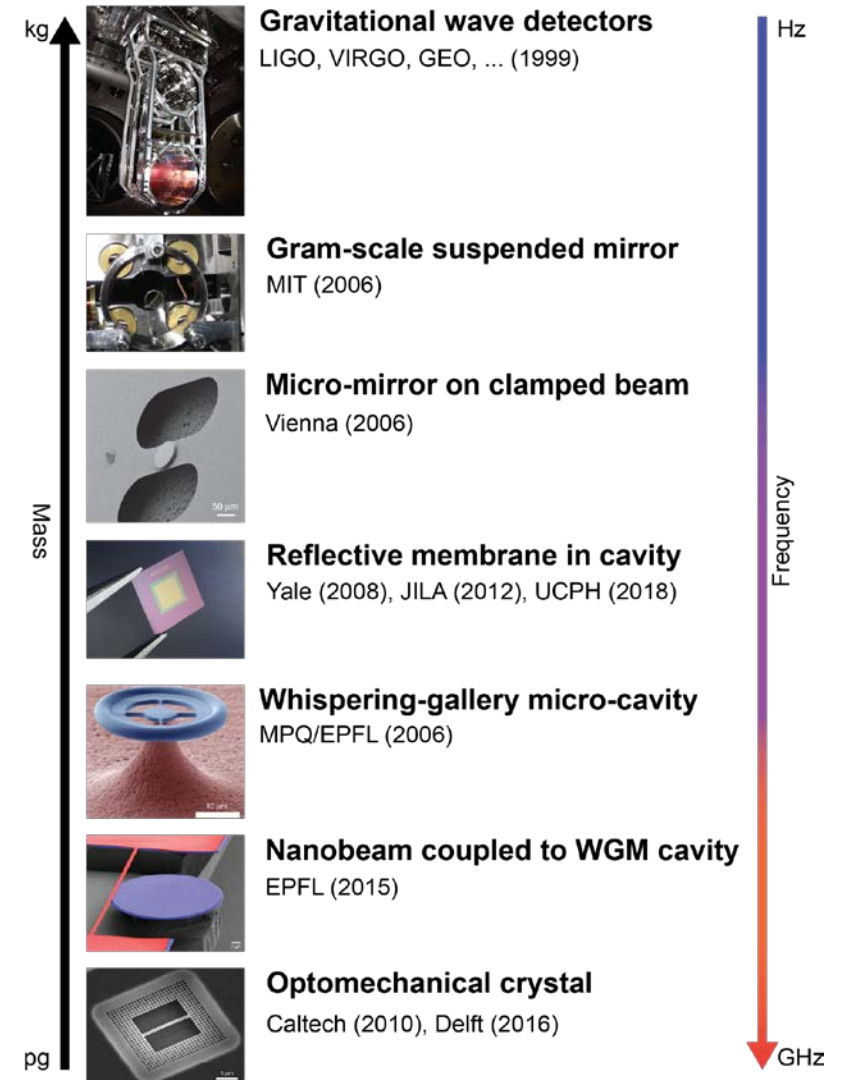 kg
Gravitational wave detectors
Hz
LIGO, VIRGO, GEO, ... (1999)
Gram-scale suspended mirror
MIT (2006)
Micro-mirror on clamped beam
Vienna (2006)
50 µm
Mass
Frequency
Reflective membrane in cavity
Yale (2008), JILA (2012), UCPH (2018)
Whispering-gallery micro-cavity
MPQ/EPFL (2006)
10 µm
Nanobeam coupled to WGM cavity
EPFL (2015)
Optomechanical crystal
Caltech (2010), Delft (2016)
pg
GHz